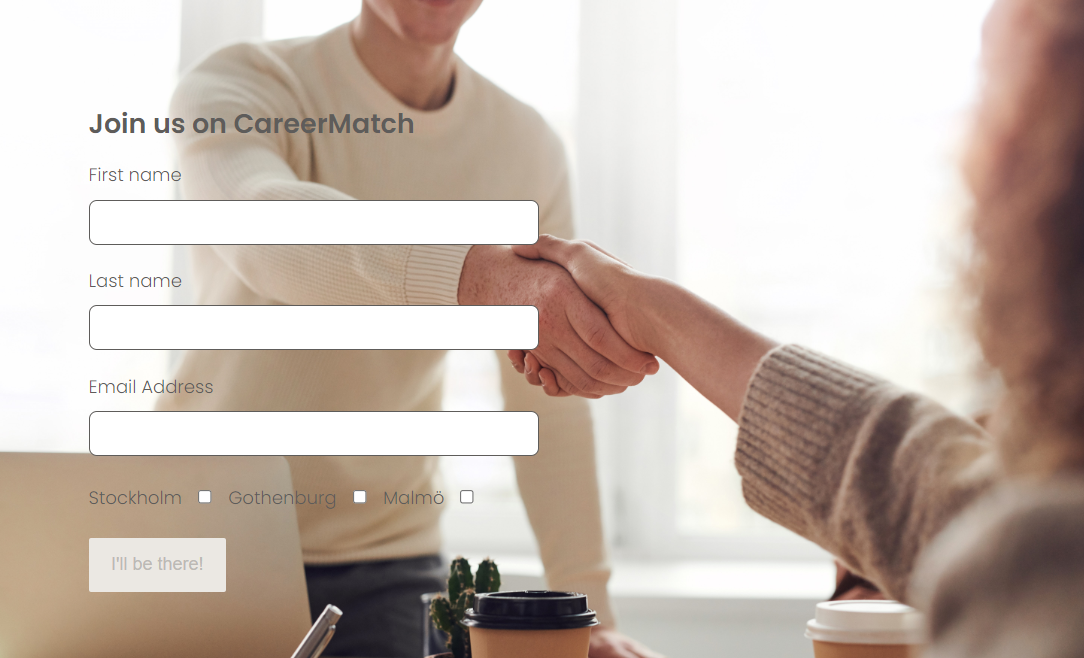 Join us on CareerMatch
First name
Last name
Email Address
Stockholm Gothenburg Malmö
I'll be there!